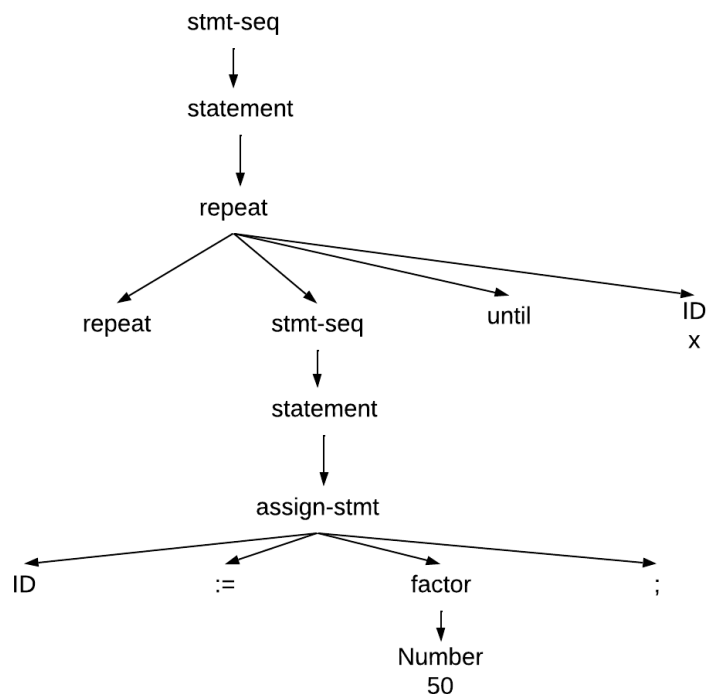 stmt-seq
statement
repeat
repeat
stmt-seq
until
ID
x
statement
assign-stmt
ID
:=
factor
;
Number
50